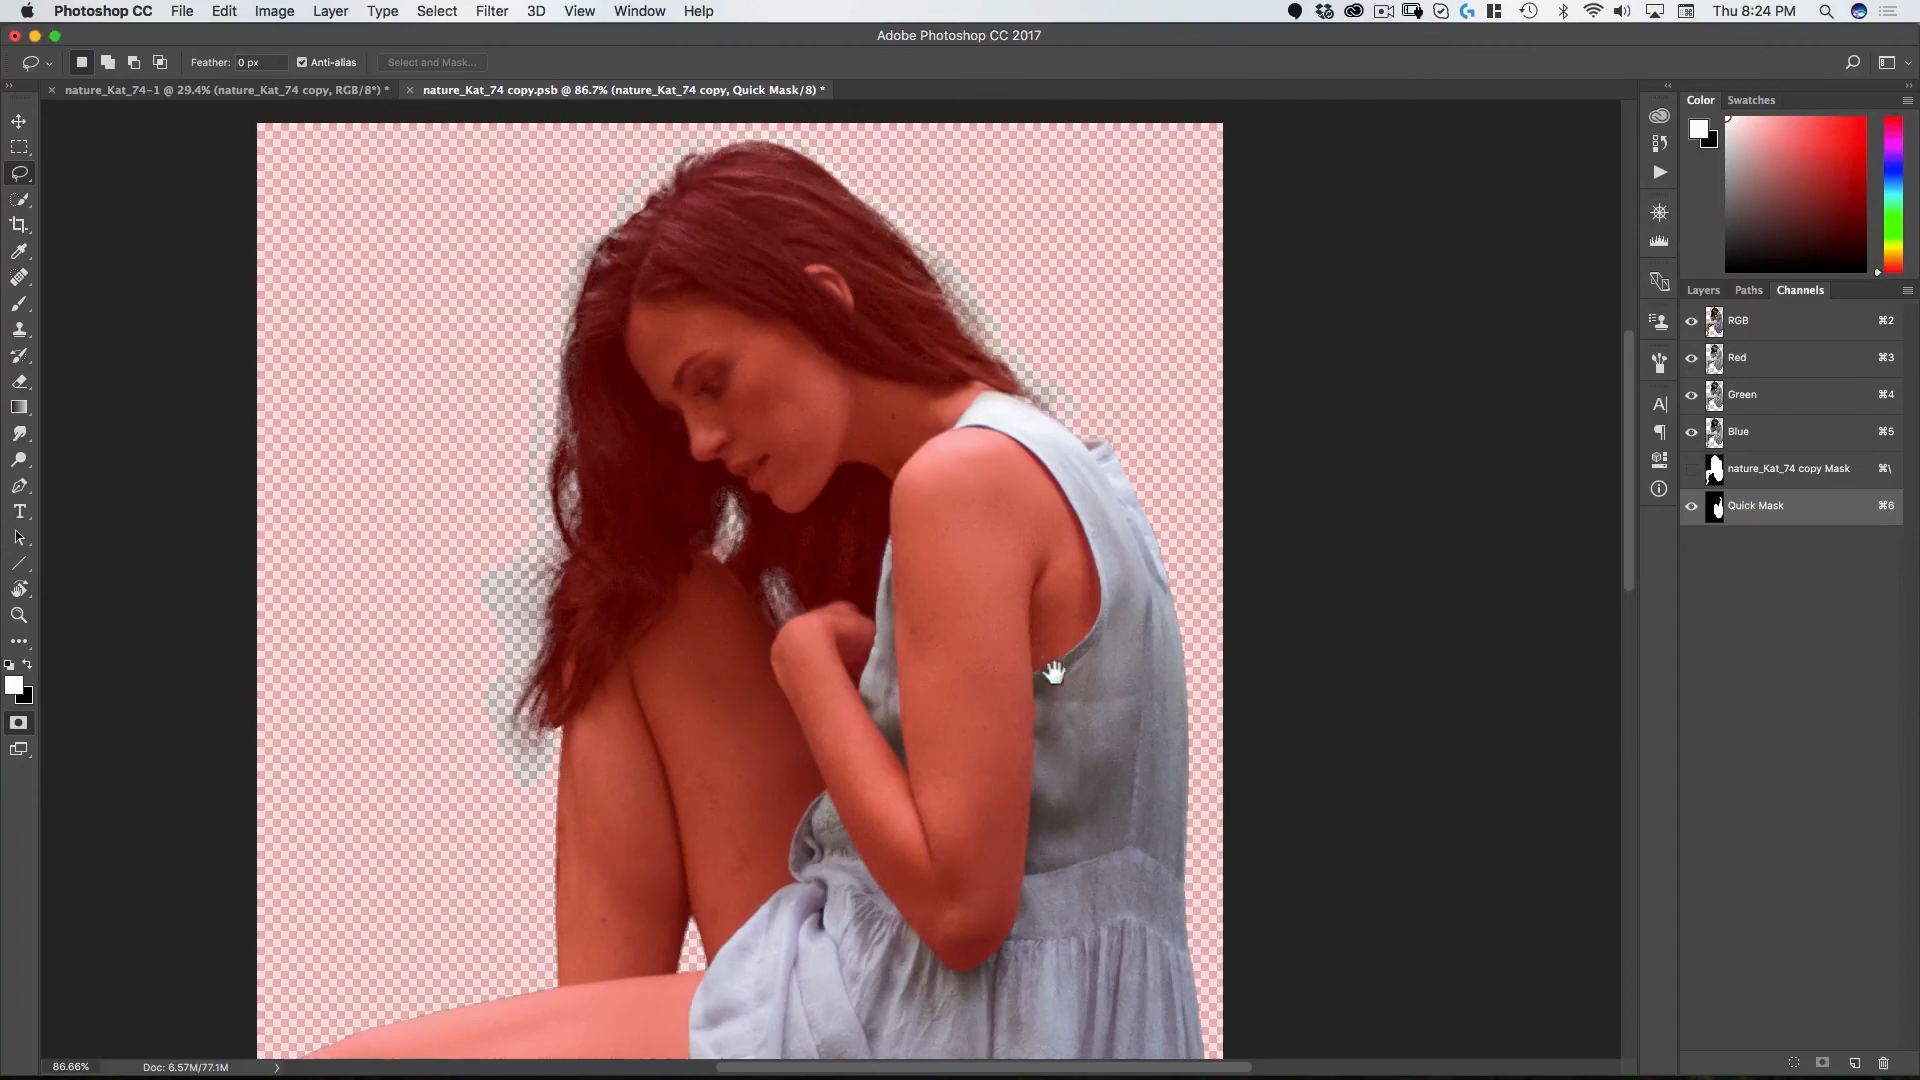 Photoshop CC File Edit Image Layer Type Select Filter 3D View Window Help Thu 8:24 PM
Adobe Photoshop CC 2017
Feather: 0 px Anti-alias Select and Mask...
nature_Kat_74-1 @ 29.4% (nature_Kat_74 copy, RGB/8*) * nature_Kat_74 copy.psb @ 86.7% (nature_Kat_74 copy, Quick Mask/8) *
Color Swatches
Layers Paths Channels
RGB ⌘2
Red ⌘3
Green ⌘4
Blue ⌘5
nature_Kat_74 copy Mask ⌘\
Quick Mask ⌘6
86.66% Doc: 6.57M/77.1M